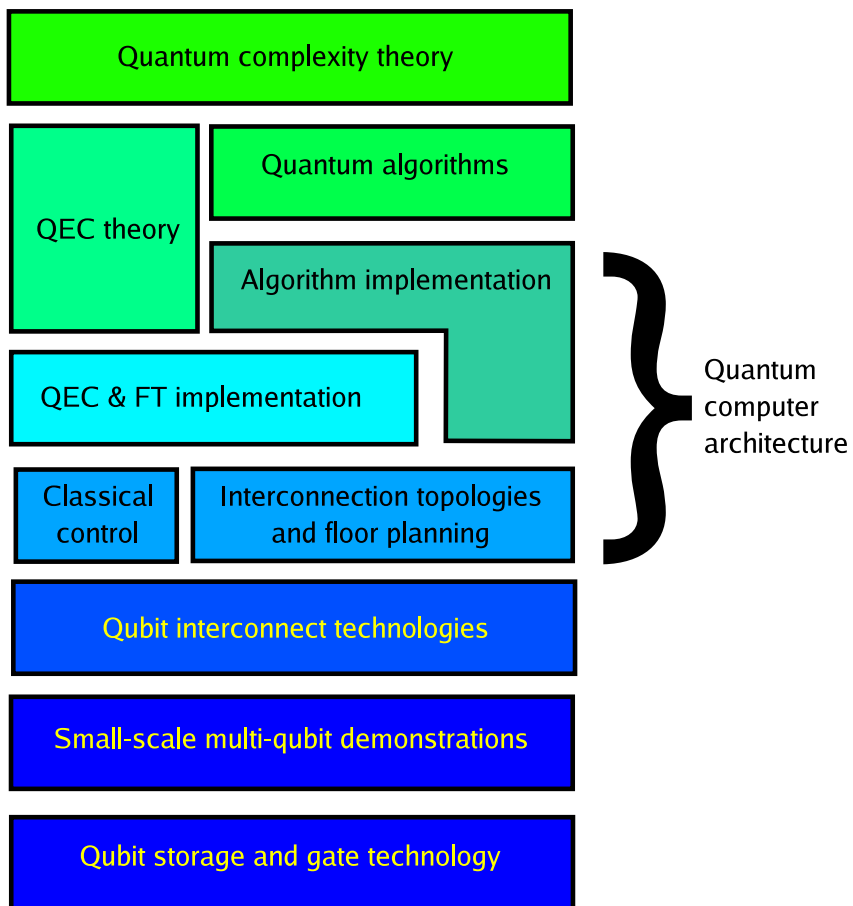 Quantum complexity theory
Quantum algorithms
QEC theory
Algorithm implementation
QEC & FT implementation
Quantum
computer
architecture
Classical
control
Interconnection topologies
and floor planning
Qubit interconnect technologies
Small-scale multi-qubit demonstrations
Qubit storage and gate technology